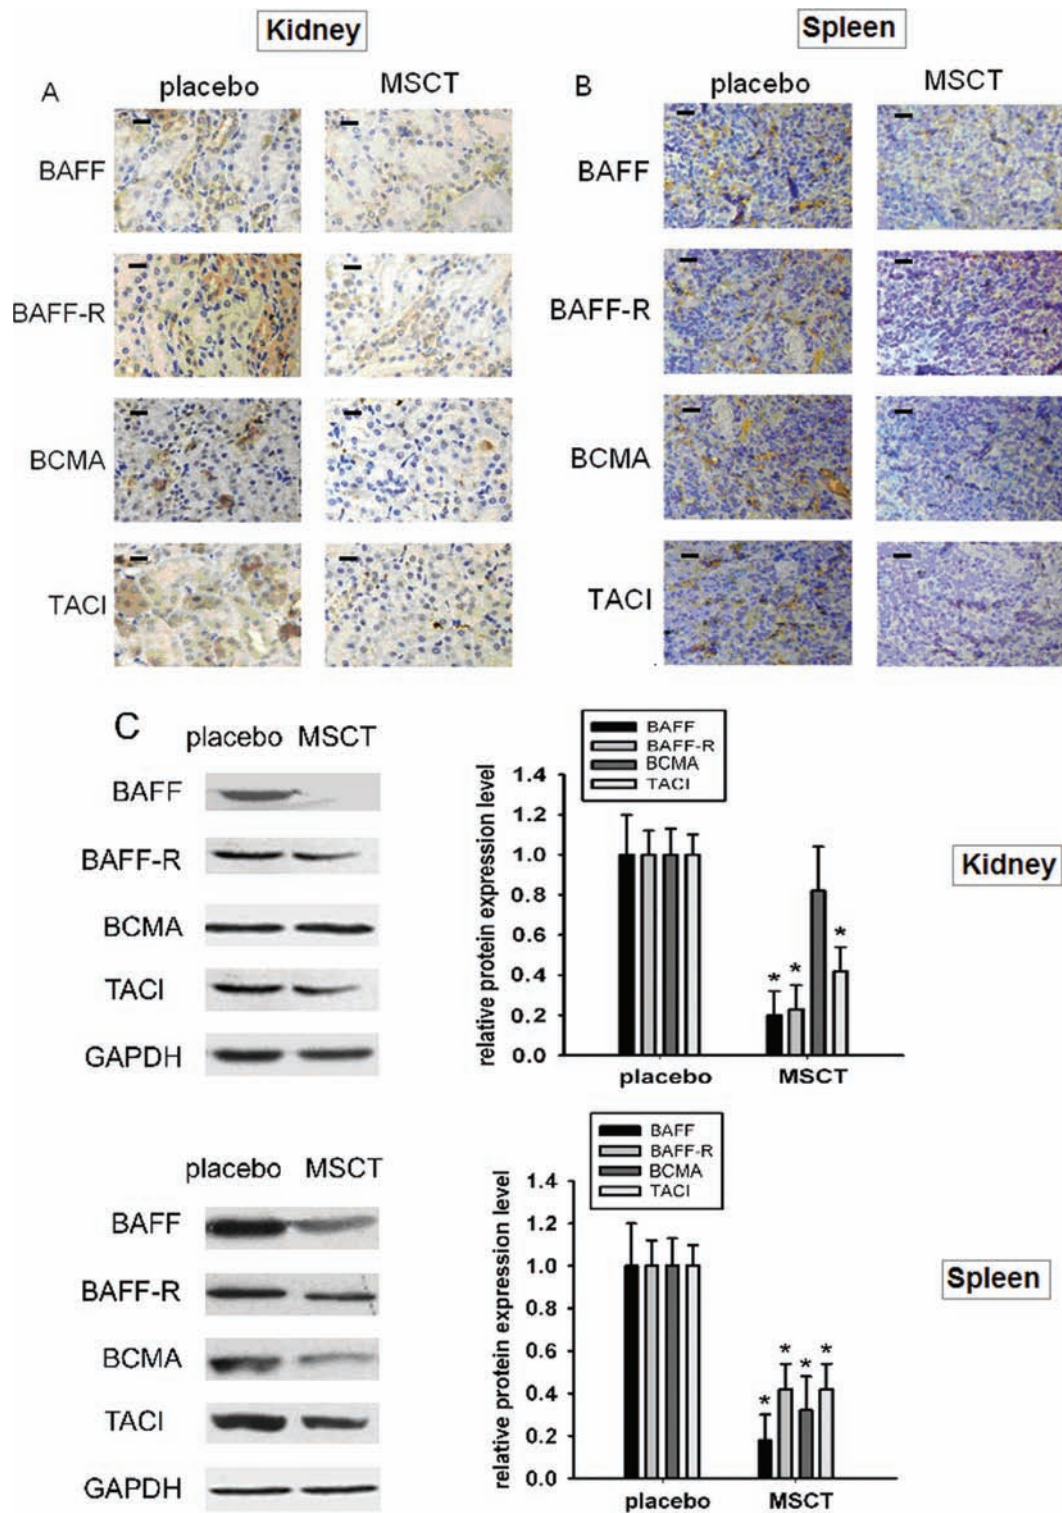 Kidney
Spleen
A
placebo
MSCT
BAFF
BAFF-R
BCMA
TACI
B
placebo
MSCT
BAFF
BAFF-R
BCMA
TACI
C
placebo MSCT
BAFF
BAFF-R
BCMA
TACI
GAPDH
BAFF
BAFF-R
BCMA
TACI
relative protein expression level
1.4
1.2
1.0
0.8
0.6
0.4
0.2
0.0
* * *
placebo MSCT
Kidney
placebo MSCT
BAFF
BAFF-R
BCMA
TACI
GAPDH
BAFF
BAFF-R
BCMA
TACI
relative protein expression level
1.4
1.2
1.0
0.8
0.6
0.4
0.2
0.0
* * * *
placebo MSCT
Spleen